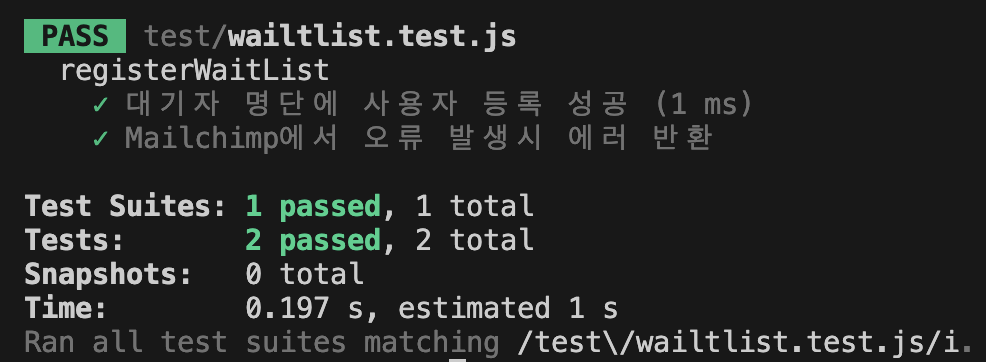 PASS test/wailtlist.test.js
registerWaitList
✓ 대기자 명단에 사용자 등록 성공 (1 ms)
✓ Mailchimp에서 오류 발생시 에러 반환
Test Suites: 1 passed, 1 total
Tests: 2 passed, 2 total
Snapshots: 0 total
Time: 0.197 s, estimated 1 s
Ran all test suites matching /test\/wailtlist.test.js/i.